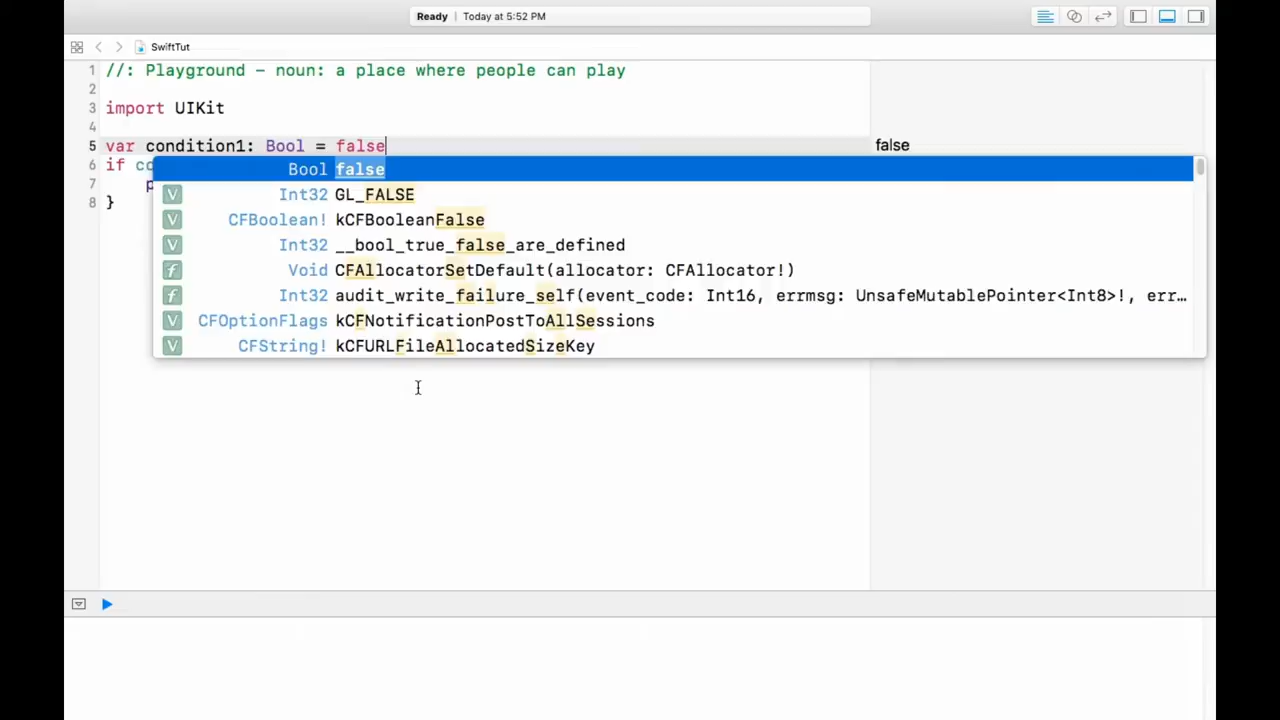 Ready | Today at 5:52 PM
SwiftTut
1 //: Playground - noun: a place where people can play
2
3 import UIKit
4
5 var condition1: Bool = false
false
6 if co
7 p
8 }
Bool false
V Int32 GL_FALSE
V CFBoolean! kCFBooleanFalse
V Int32 __bool_true_false_are_defined
f Void CFAllocatorSetDefault(allocator: CFAllocator!)
f Int32 audit_write_failure_self(event_code: Int16, errmsg: UnsafeMutablePointer<Int8>!, err…
V CFOptionFlags kCFNotificationPostToAllSessions
V CFString! kCFURLFileAllocatedSizeKey